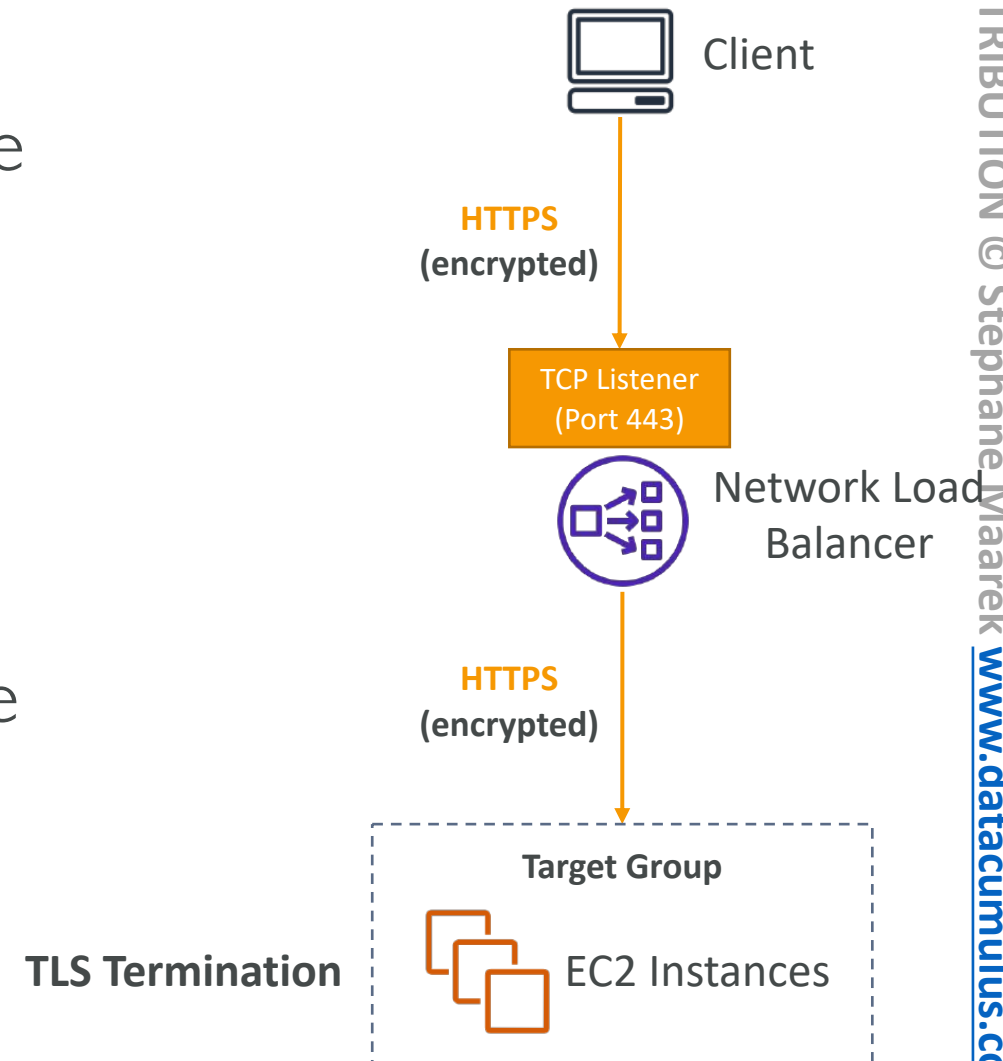 Client
e
HTTPS
(encrypted)
TCP Listener
(Port 443)
Network Load
Balancer
HTTPS
(encrypted)
e
Target Group
TLS Termination
EC2 Instances
© Stephane Maarek
www.datacumulus.co